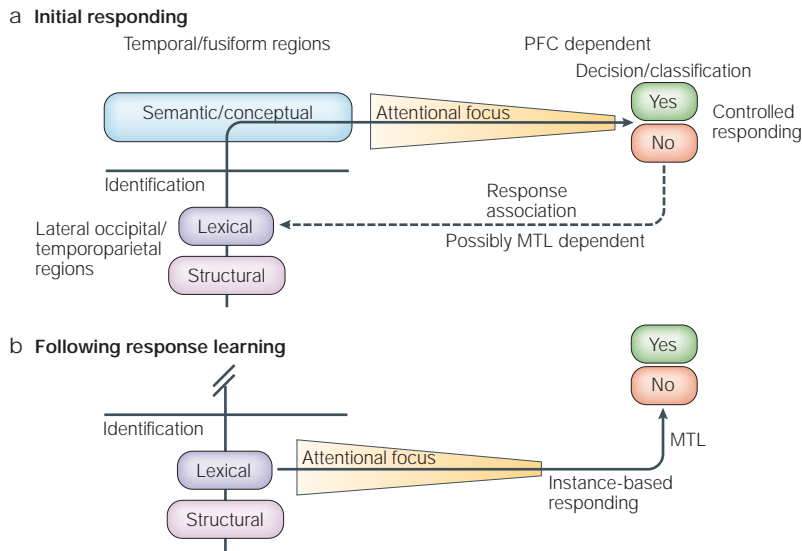 a Initial responding
Temporal/fusiform regions
PFC dependent
Decision/classification
Semantic/conceptual
Attentional focus
Yes
No
Controlled
responding
Identification
Response
association
Lateral occipital/
temporoparietal
regions
Lexical
Possibly MTL dependent
Structural
b Following response learning
Yes
No
Identification
Attentional focus
MTL
Lexical
Instance-based
responding
Structural